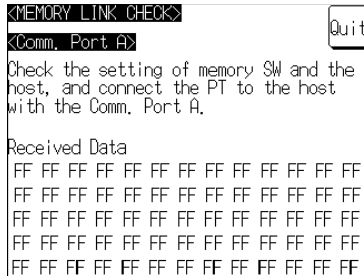 <MEMORY LINK CHECK>
Quit
<Comm. Port A>
Check the setting of memory SW and the
host, and connect the PT to the host
with the Comm. Port A.
Received Data
FF FF FF FF FF FF FF FF FF FF FF FF FF FF FF
FF FF FF FF FF FF FF FF FF FF FF FF FF FF FF
FF FF FF FF FF FF FF FF FF FF FF FF FF FF FF
FF FF FF FF FF FF FF FF FF FF FF FF FF FF FF
FF FF FF FF FF FF FF FF FF FF FF FF FF FF FF